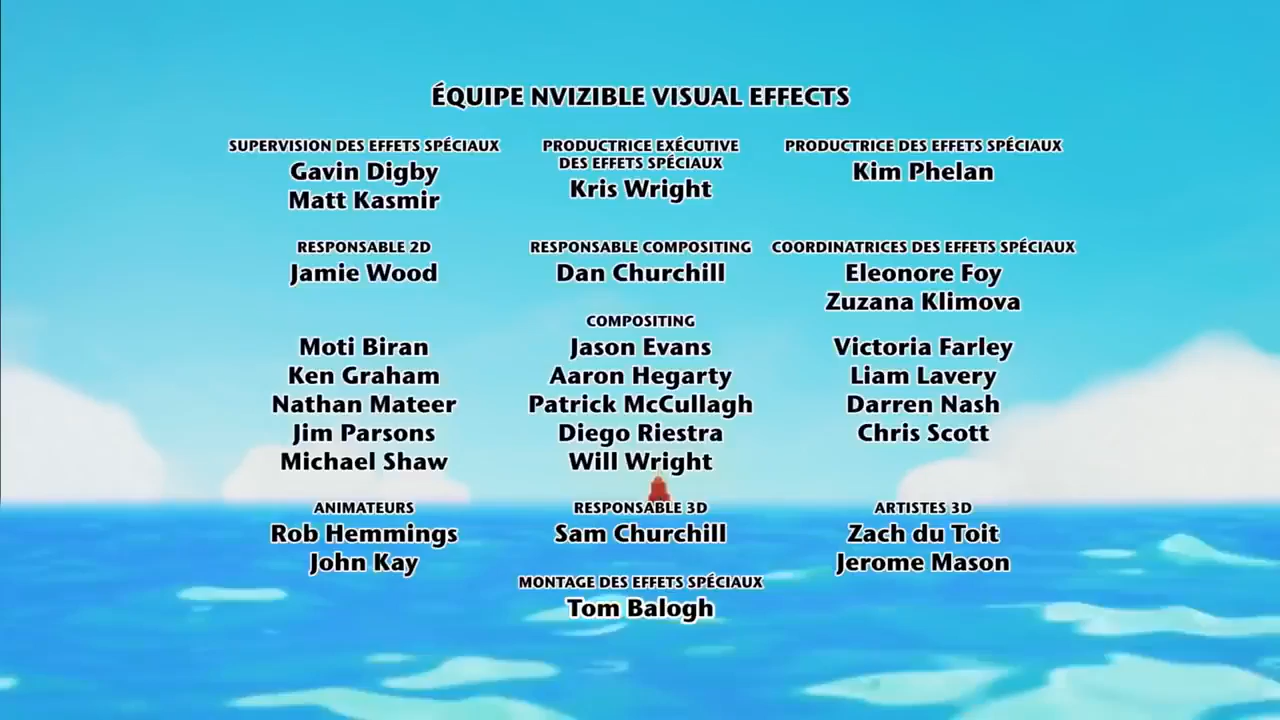 ÉQUIPE NVIZIBLE VISUAL EFFECTS
SUPERVISION DES EFFETS SPÉCIAUX
Gavin Digby
Matt Kasmir
PRODUCTRICE EXÉCUTIVE
DES EFFETS SPÉCIAUX
Kris Wright
PRODUCTRICE DES EFFETS SPÉCIAUX
Kim Phelan
RESPONSABLE 2D
Jamie Wood
RESPONSABLE COMPOSITING
Dan Churchill
COORDINATRICES DES EFFETS SPÉCIAUX
Eleonore Foy
Zuzana Klimova
COMPOSITING
Moti Biran
Ken Graham
Nathan Mateer
Jim Parsons
Michael Shaw
Jason Evans
Aaron Hegarty
Patrick McCullagh
Diego Riestra
Will Wright
Victoria Farley
Liam Lavery
Darren Nash
Chris Scott
ANIMATEURS
Rob Hemmings
John Kay
RESPONSABLE 3D
Sam Churchill
ARTISTES 3D
Zach du Toit
Jerome Mason
MONTAGE DES EFFETS SPÉCIAUX
Tom Balogh